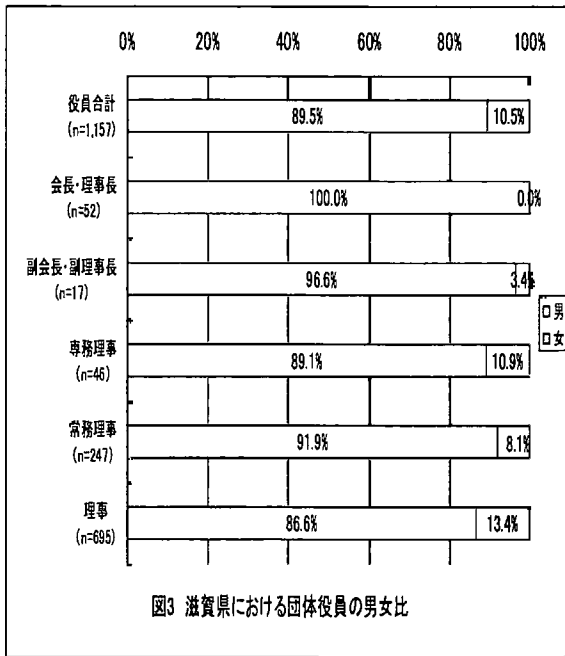 0% 20% 40% 60% 80% 100%
役員合計
(n=1,157)
89.5% 10.5%
会長・理事長
(n=52)
100.0% 0.0%
副会長・副理事長
(n=17)
96.6% 3.4%
専務理事
(n=46)
89.1% 10.9%
常務理事
(n=247)
91.9% 8.1%
理事
(n=695)
86.6% 13.4%
男
女
図3 滋賀県における団体役員の男女比